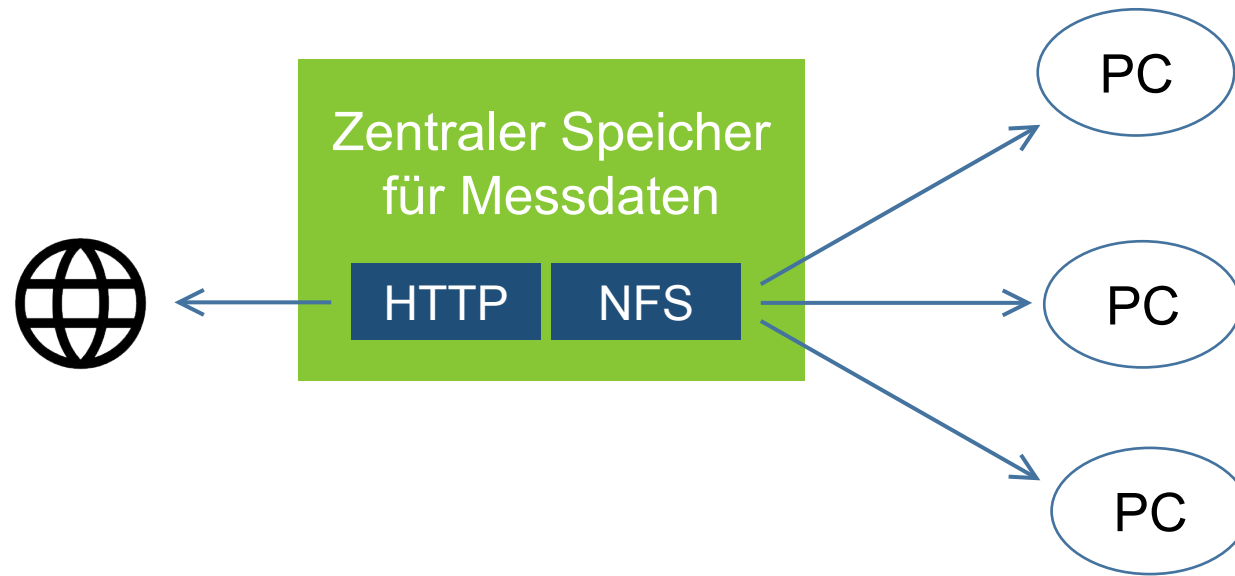 PC
Zentraler Speicher
für Messdaten
HTTP NFS
PC
PC